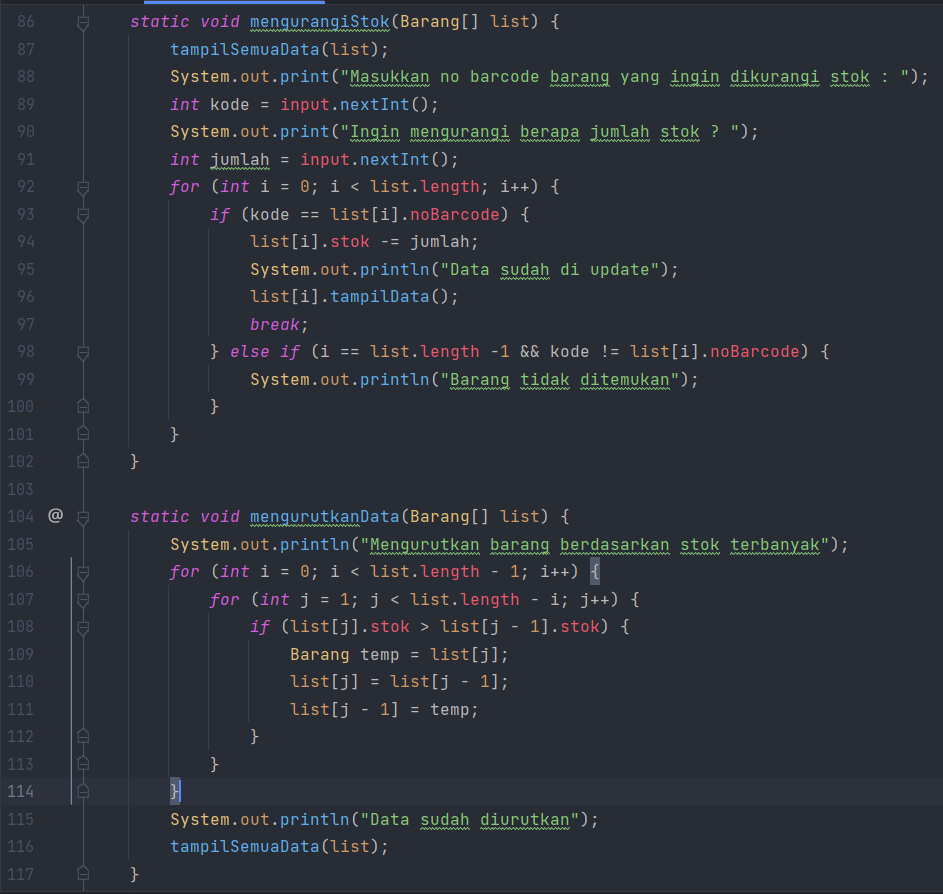 86 static void mengurangiStok(Barang[] list) {
87 tampilSemuaData(list);
88 System.out.print("Masukkan no barcode barang yang ingin dikurangi stok : ");
89 int kode = input.nextInt();
90 System.out.print("Ingin mengurangi berapa jumlah stok ? ");
91 int jumlah = input.nextInt();
92 for (int i = 0; i < list.length; i++) {
93 if (kode == list[i].noBarcode) {
94 list[i].stok -= jumlah;
95 System.out.println("Data sudah di update");
96 list[i].tampilData();
97 break;
98 } else if (i == list.length -1 && kode != list[i].noBarcode) {
99 System.out.println("Barang tidak ditemukan");
100 }
101 }
102 }
103
104 @ static void mengurutkanData(Barang[] list) {
105 System.out.println("Mengurutkan barang berdasarkan stok terbanyak");
106 for (int i = 0; i < list.length - 1; i++) {
107 for (int j = 1; j < list.length - i; j++) {
108 if (list[j].stok > list[j - 1].stok) {
109 Barang temp = list[j];
110 list[j] = list[j - 1];
111 list[j - 1] = temp;
112 }
113 }
114 }
115 System.out.println("Data sudah diurutkan");
116 tampilSemuaData(list);
117 }